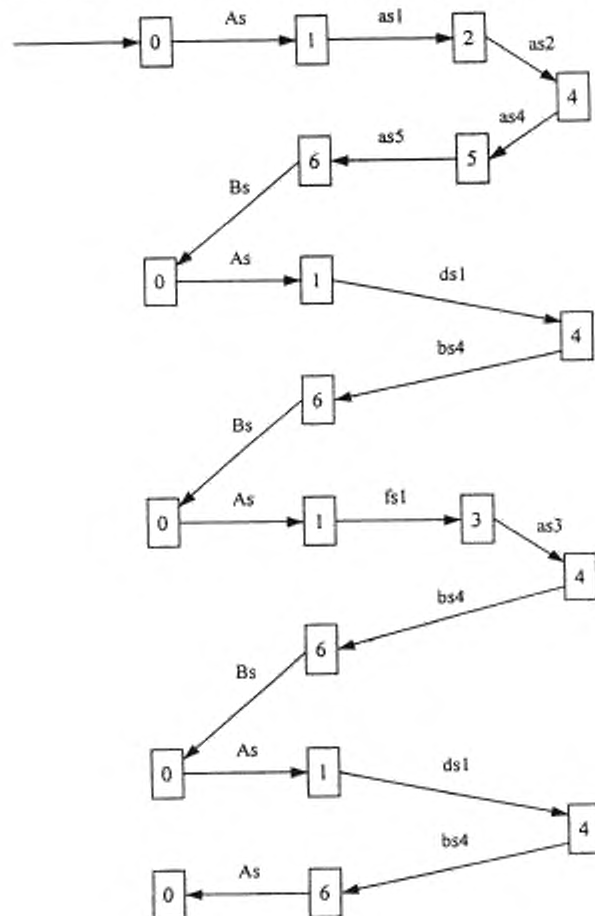 As as1 as2
0 1 2 4
as5 as4
6 5
Bs
As ds1
0 1 4
bs4
6
Bs
As fs1 as3
0 1 3 4
bs4
6
Bs
As ds1
0 1 4
bs4
As
0 6